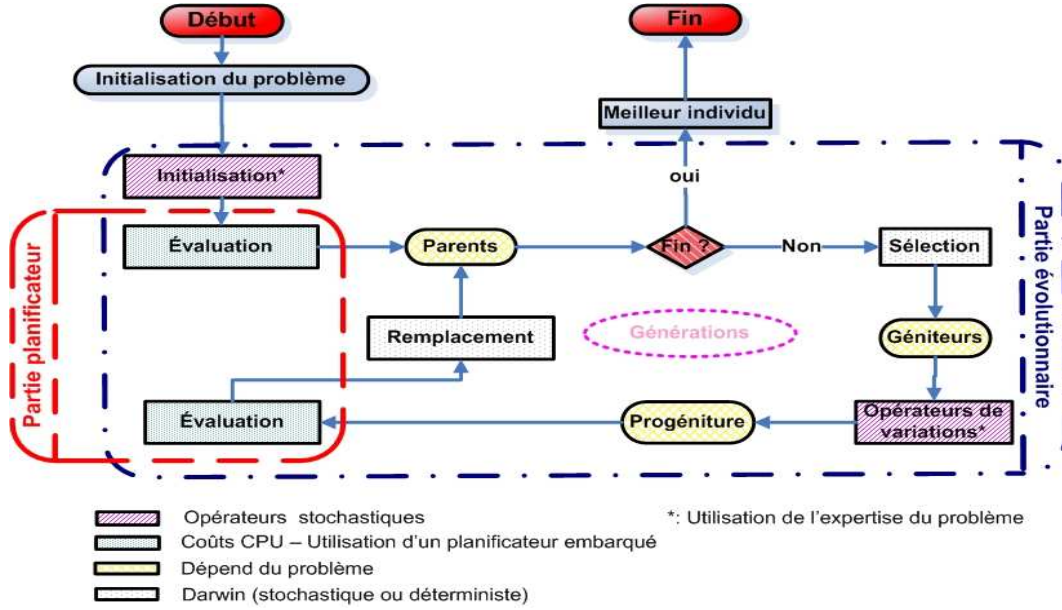 Début
Fin
Initialisation du problème
Meilleur individu
oui
Initialisation*
Évaluation
Parents
Fin ?
Non
Sélection
Partie planificateur
Partie évolutionnaire
Remplacement
Générations
Géniteurs
Évaluation
Progéniture
Opérateurs de
variations*
Opérateurs stochastiques
*: Utilisation de l'expertise du problème
Coûts CPU – Utilisation d'un planificateur embarqué
Dépend du problème
Darwin (stochastique ou déterministe)